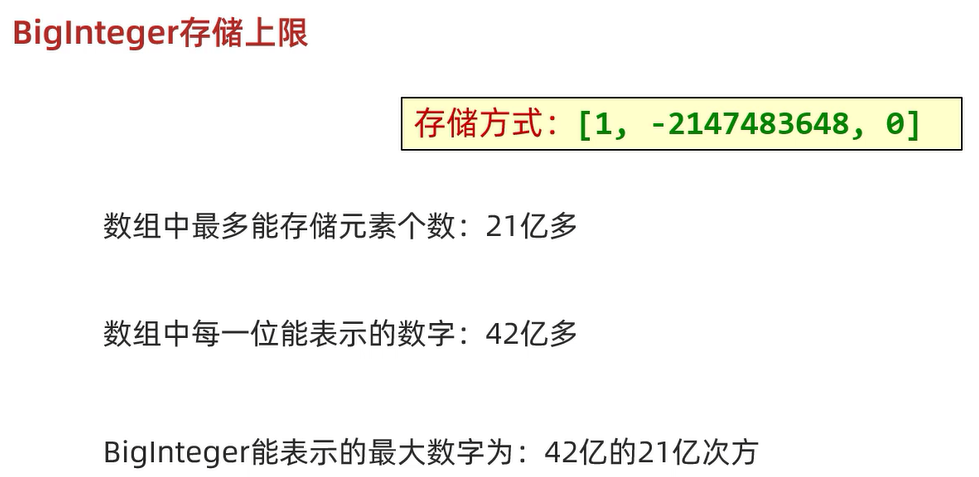 BigInteger存储上限
存储方式：[1, -2147483648, 0]
数组中最多能存储元素个数：21亿多
数组中每一位能表示的数字：42亿多
BigInteger能表示的最大数字为：42亿的21亿次方